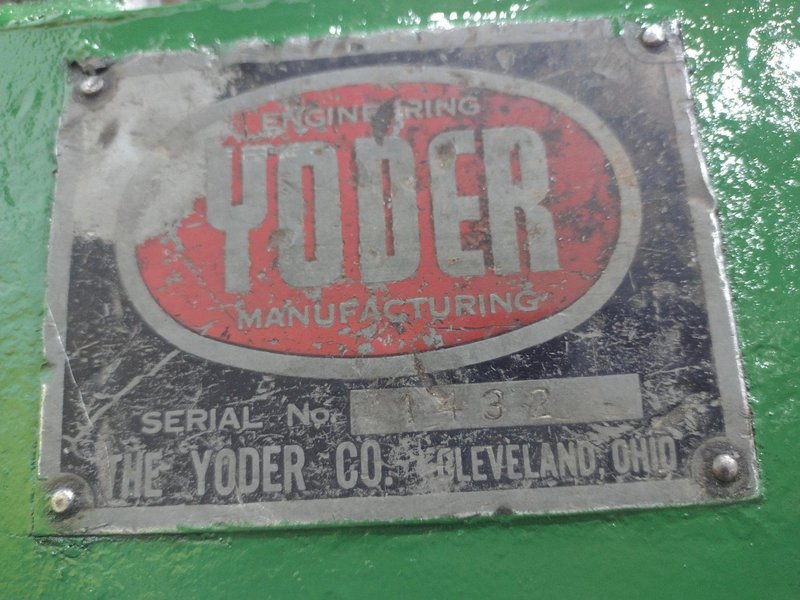 ENGINEERING
YODER
MANUFACTURING
SERIAL No. 1432
THE YODER CO. CLEVELAND, OHIO